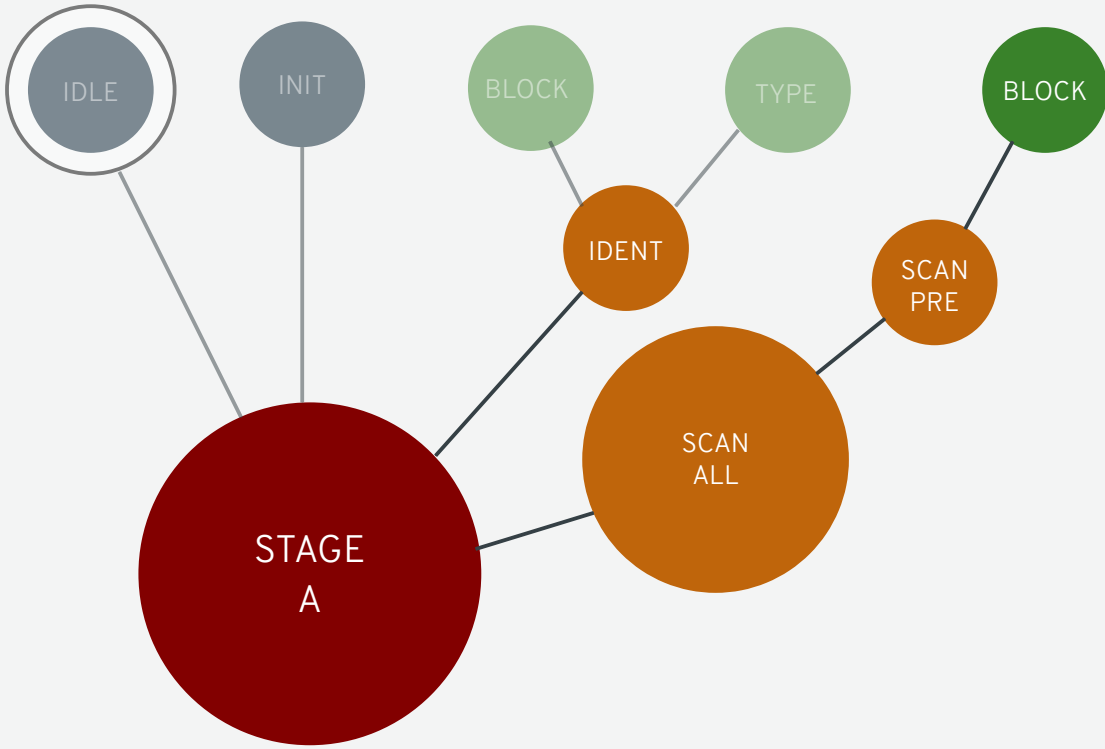 IDLE
INIT
BLOCK
TYPE
BLOCK
IDENT
SCAN
PRE
SCAN
ALL
STAGE
A